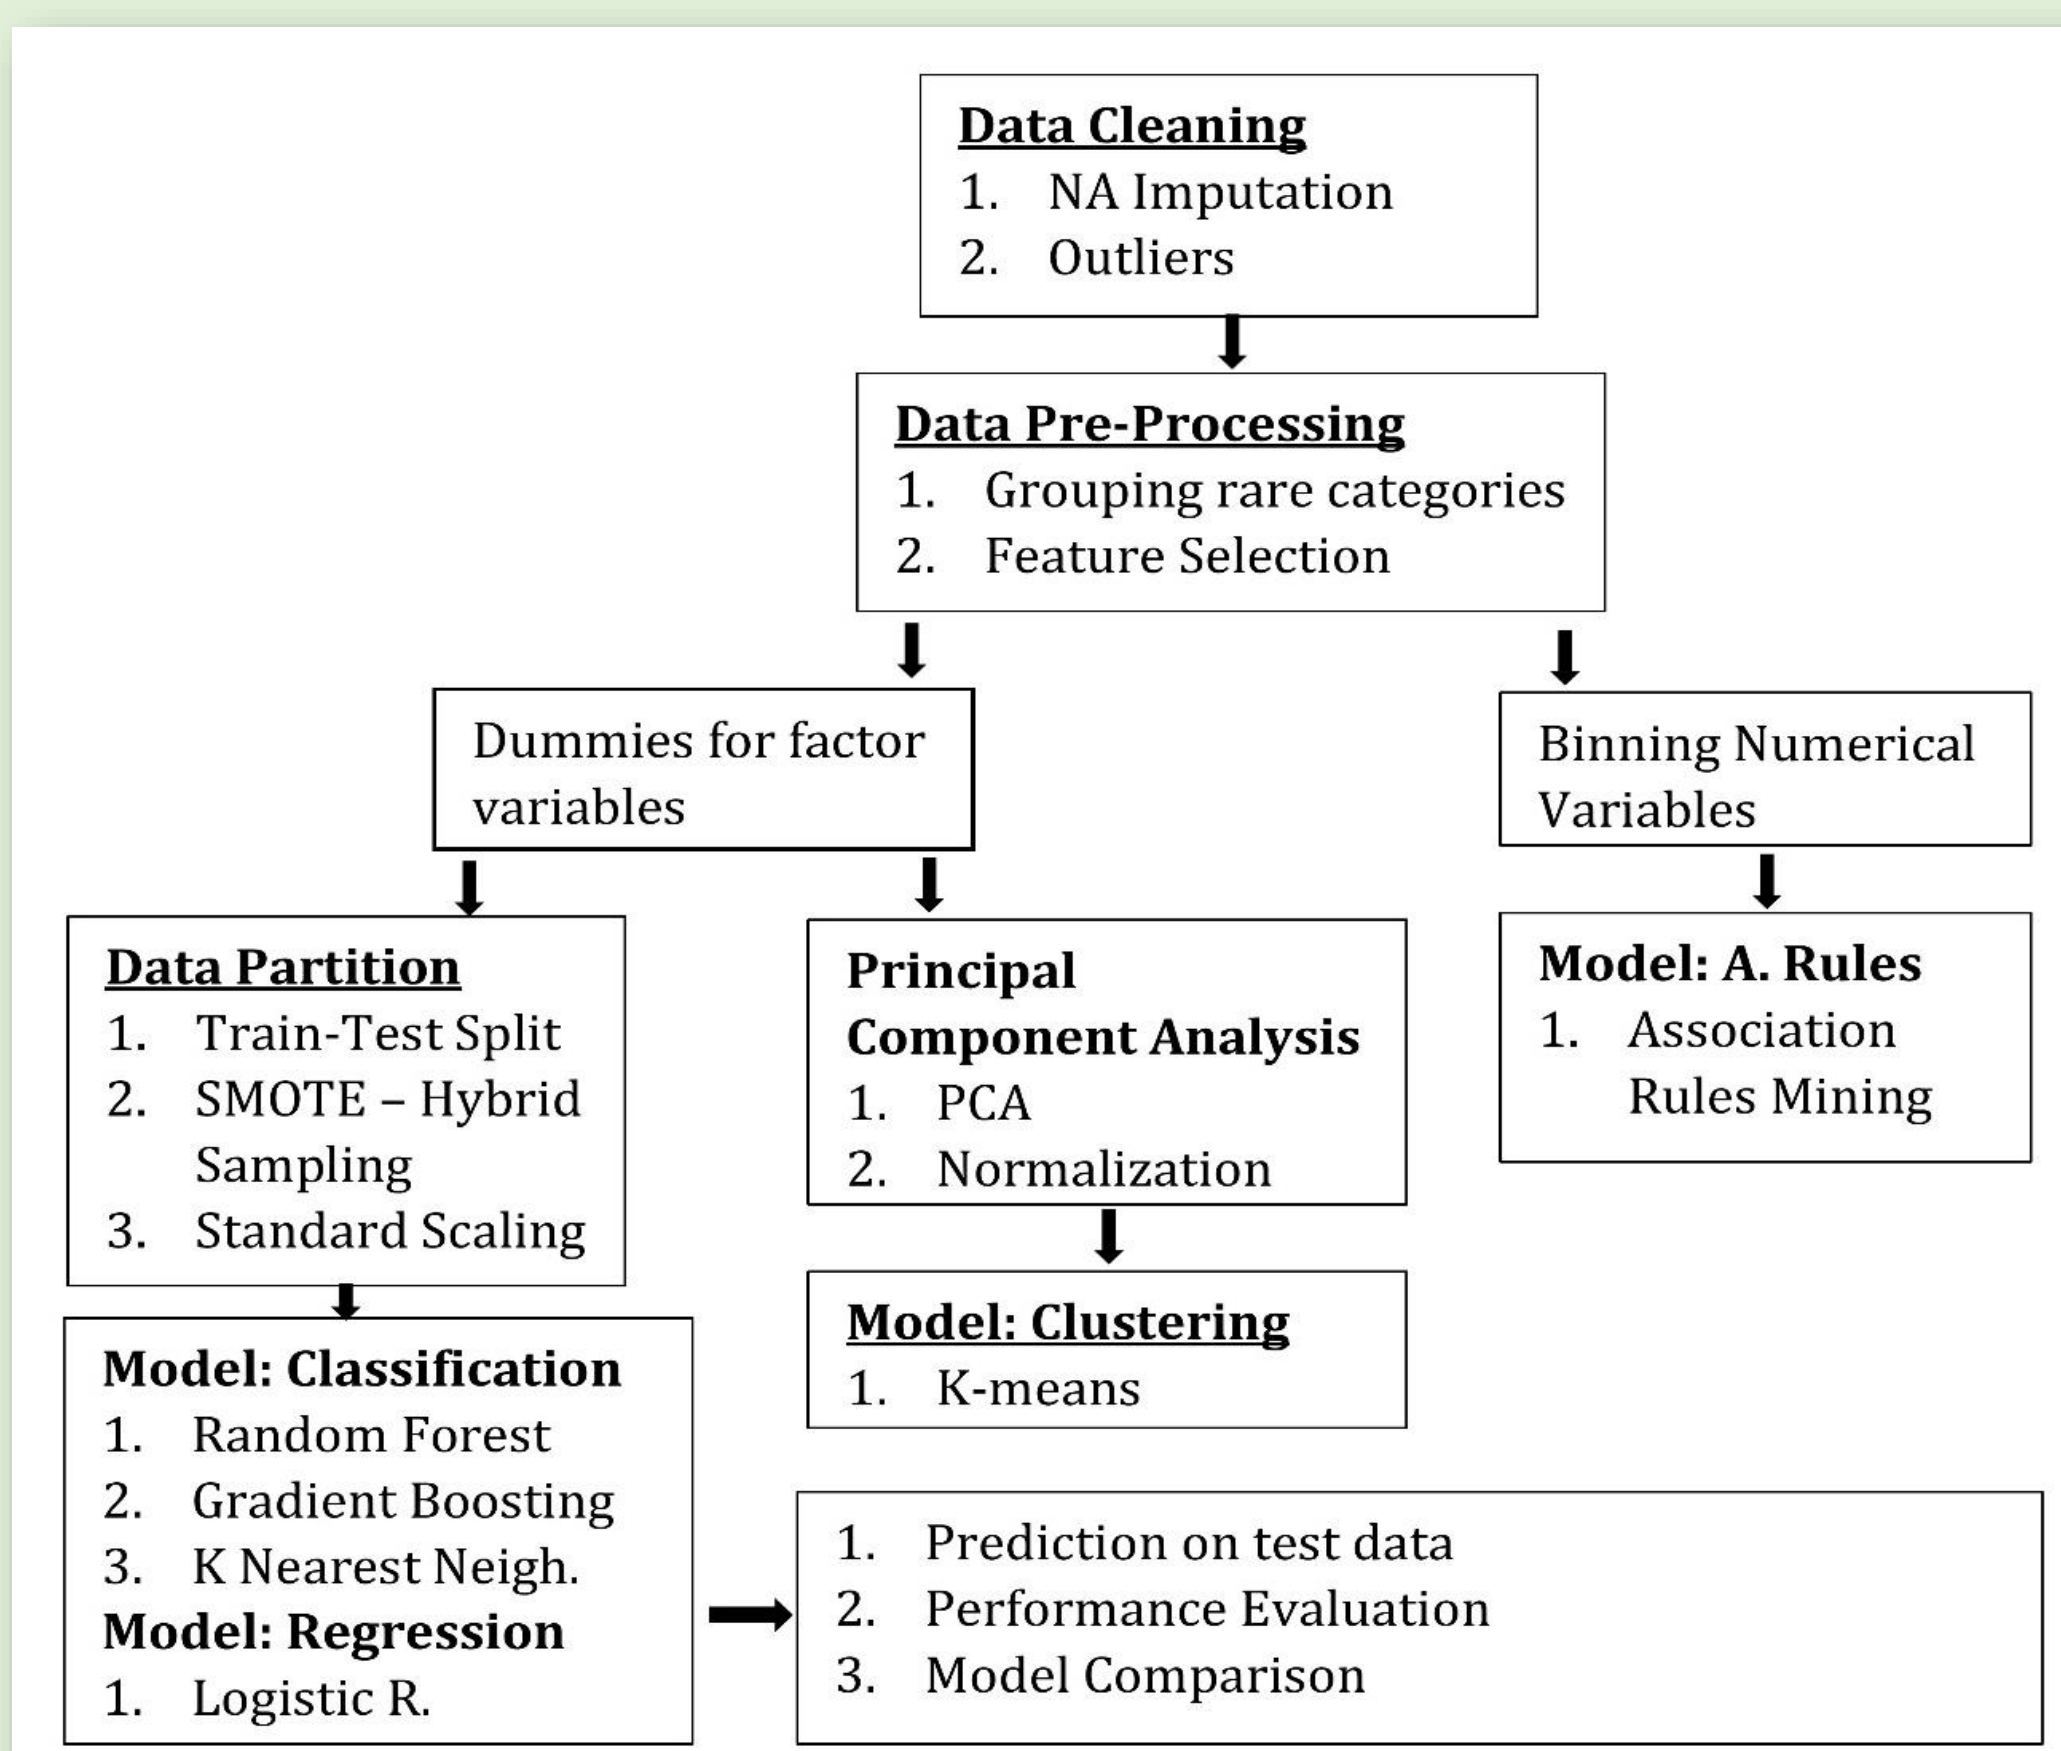 Data Cleaning
1. NA Imputation
2. Outliers
Data Pre-Processing
1. Grouping rare categories
2. Feature Selection
Dummies for factor
variables
Binning Numerical
Variables
Data Partition
1. Train-Test Split
2. SMOTE – Hybrid
Sampling
3. Standard Scaling
Principal
Component Analysis
1. PCA
2. Normalization
Model: A. Rules
1. Association
Rules Mining
Model: Clustering
1. K-means
Model: Classification
1. Random Forest
2. Gradient Boosting
3. K Nearest Neigh.
Model: Regression
1. Logistic R.
1. Prediction on test data
2. Performance Evaluation
3. Model Comparison